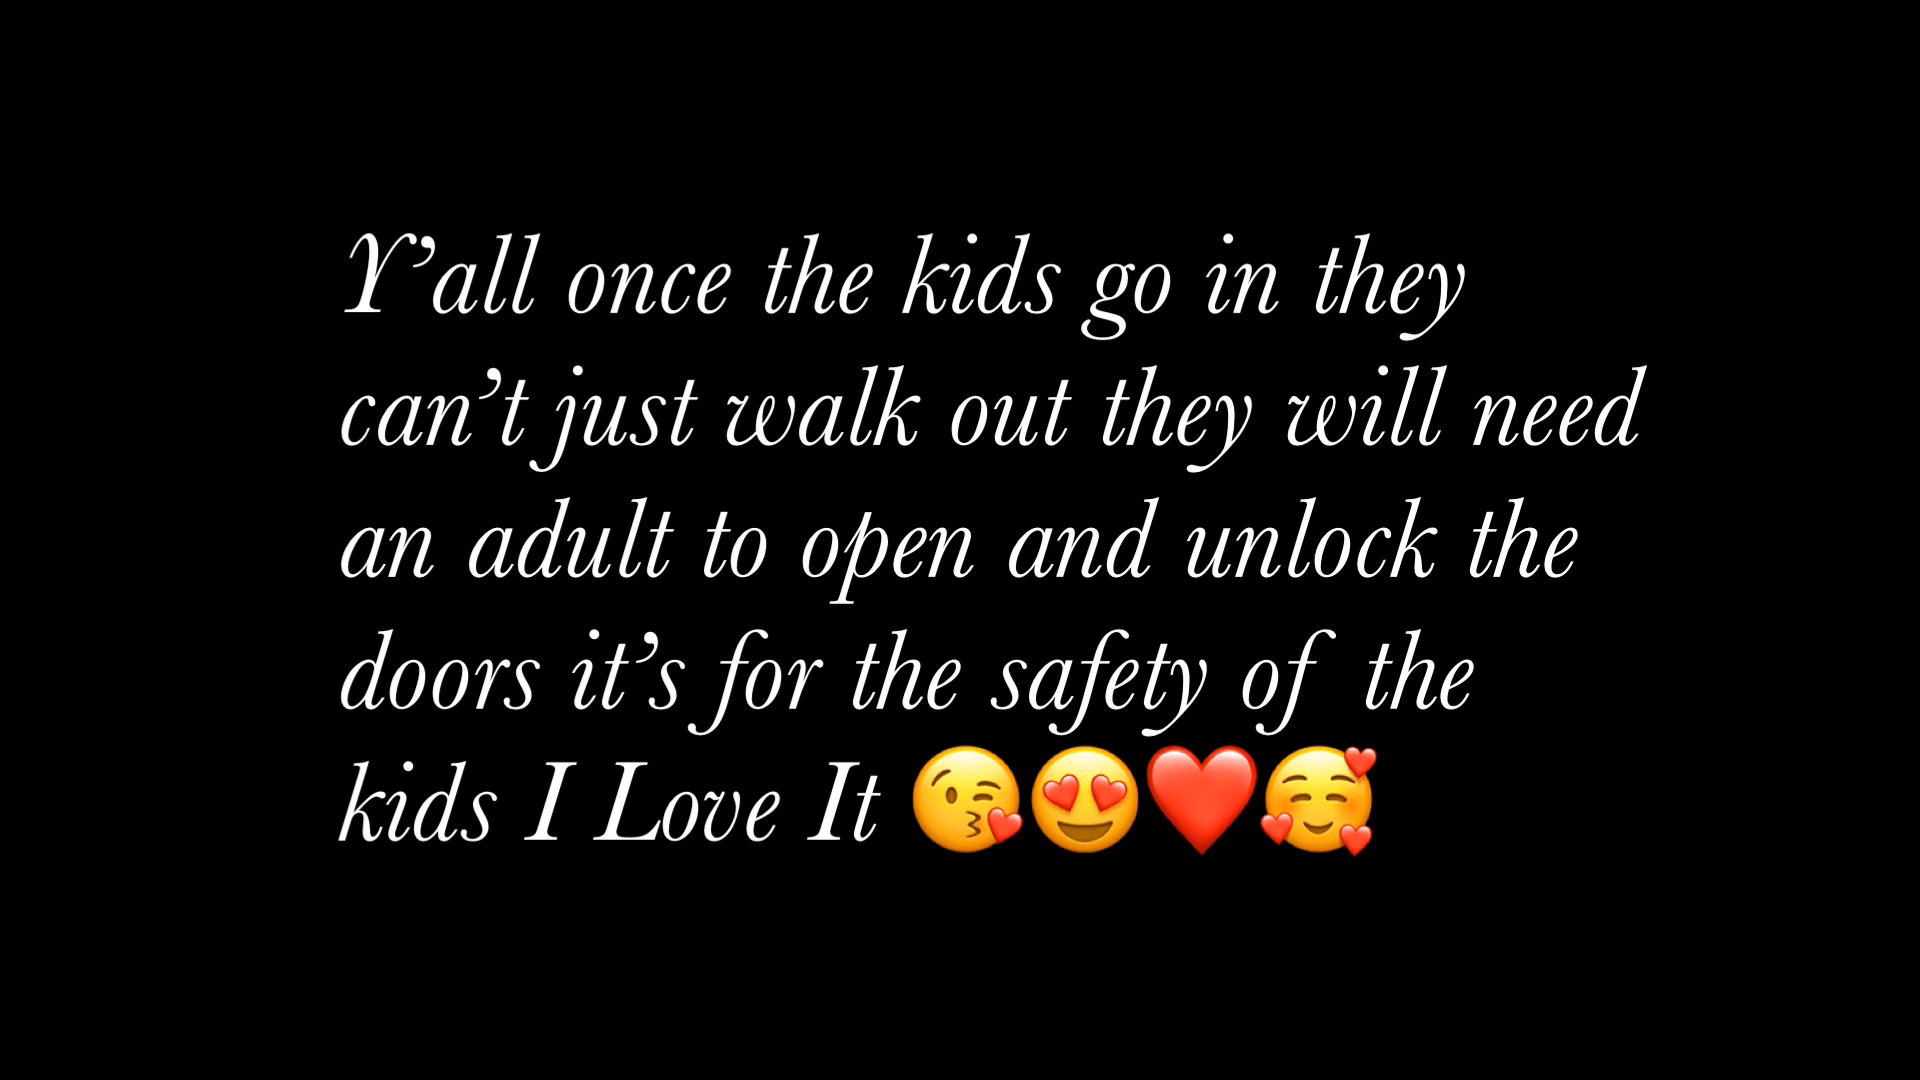 Y’all once the kids go in they
can’t just walk out they will need
an adult to open and unlock the
doors it’s for the safety of  the
kids I Love It 😘😍❤️🥰